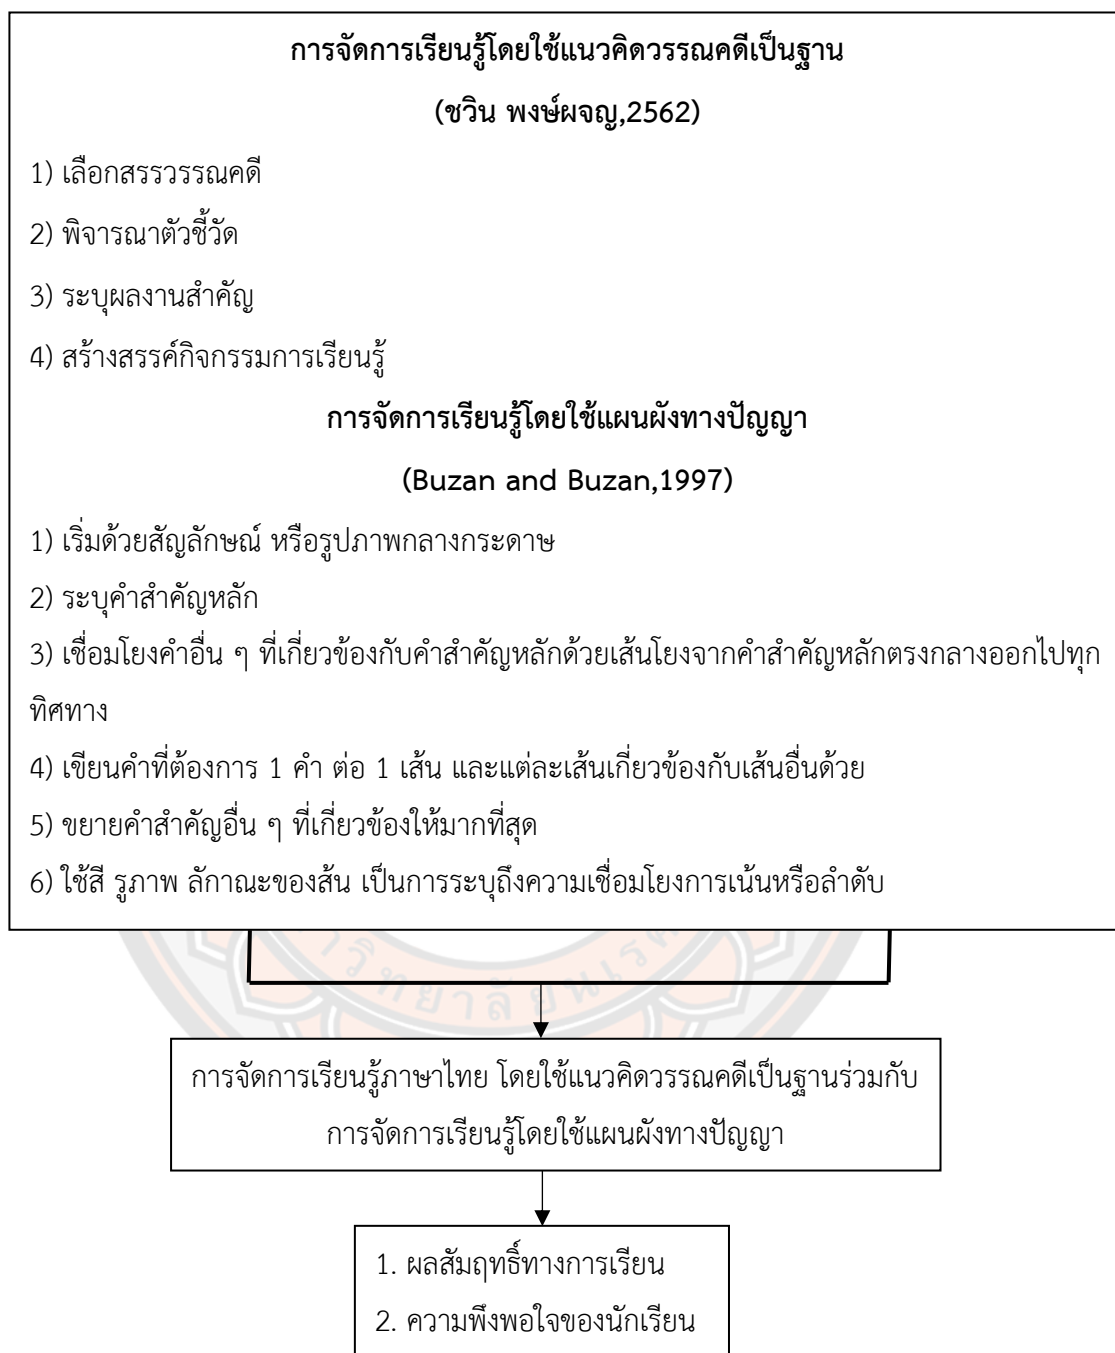 การจัดการเรียนรู้โดยใช้แนวคิดวรรณคดีเป็นฐาน
(ชวิน พงษ์ผจญ,2562)
1) เลือกสรรวรรณคดี
2) พิจารณาตัวชี้วัด
3) ระบุผลงานสำคัญ
4) สร้างสรรค์กิจกรรมการเรียนรู้
การจัดการเรียนรู้โดยใช้แผนผังทางปัญญา
(Buzan and Buzan,1997)
1) เริ่มด้วยสัญลักษณ์ หรือรูปภาพกลางกระดาษ
2) ระบุคำสำคัญหลัก
3) เชื่อมโยงคำอื่น ๆ ที่เกี่ยวข้องกับคำสำคัญหลักด้วยเส้นโยงจากคำสำคัญหลักตรงกลางออกไปทุก
ทิศทาง
4) เขียนคำที่ต้องการ 1 คำ ต่อ 1 เส้น และแต่ละเส้นเกี่ยวข้องกับเส้นอื่นด้วย
5) ขยายคำสำคัญอื่น ๆ ที่เกี่ยวข้องให้มากที่สุด
6) ใช้สี รูภาพ ลักาณะของส้น เป็นการระบุถึงความเชื่อมโยงการเน้นหรือลำดับ
การจัดการเรียนรู้ภาษาไทย โดยใช้แนวคิดวรรณคดีเป็นฐานร่วมกับ
การจัดการเรียนรู้โดยใช้แผนผังทางปัญญา
1. ผลสัมฤทธิ์ทางการเรียน
2. ความพึงพอใจของนักเรียน